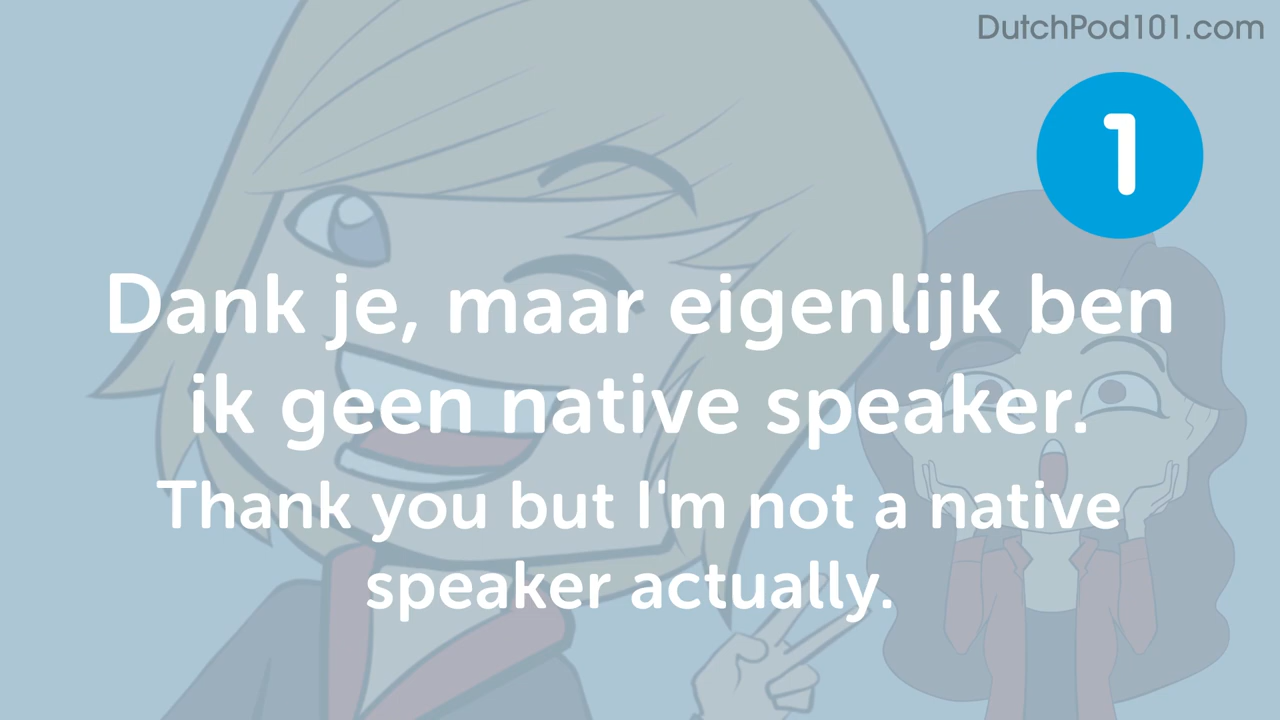 DutchPod101.com
1
Dank je, maar eigenlijk ben
ik geen native speaker.
Thank you but I'm not a native
speaker actually.